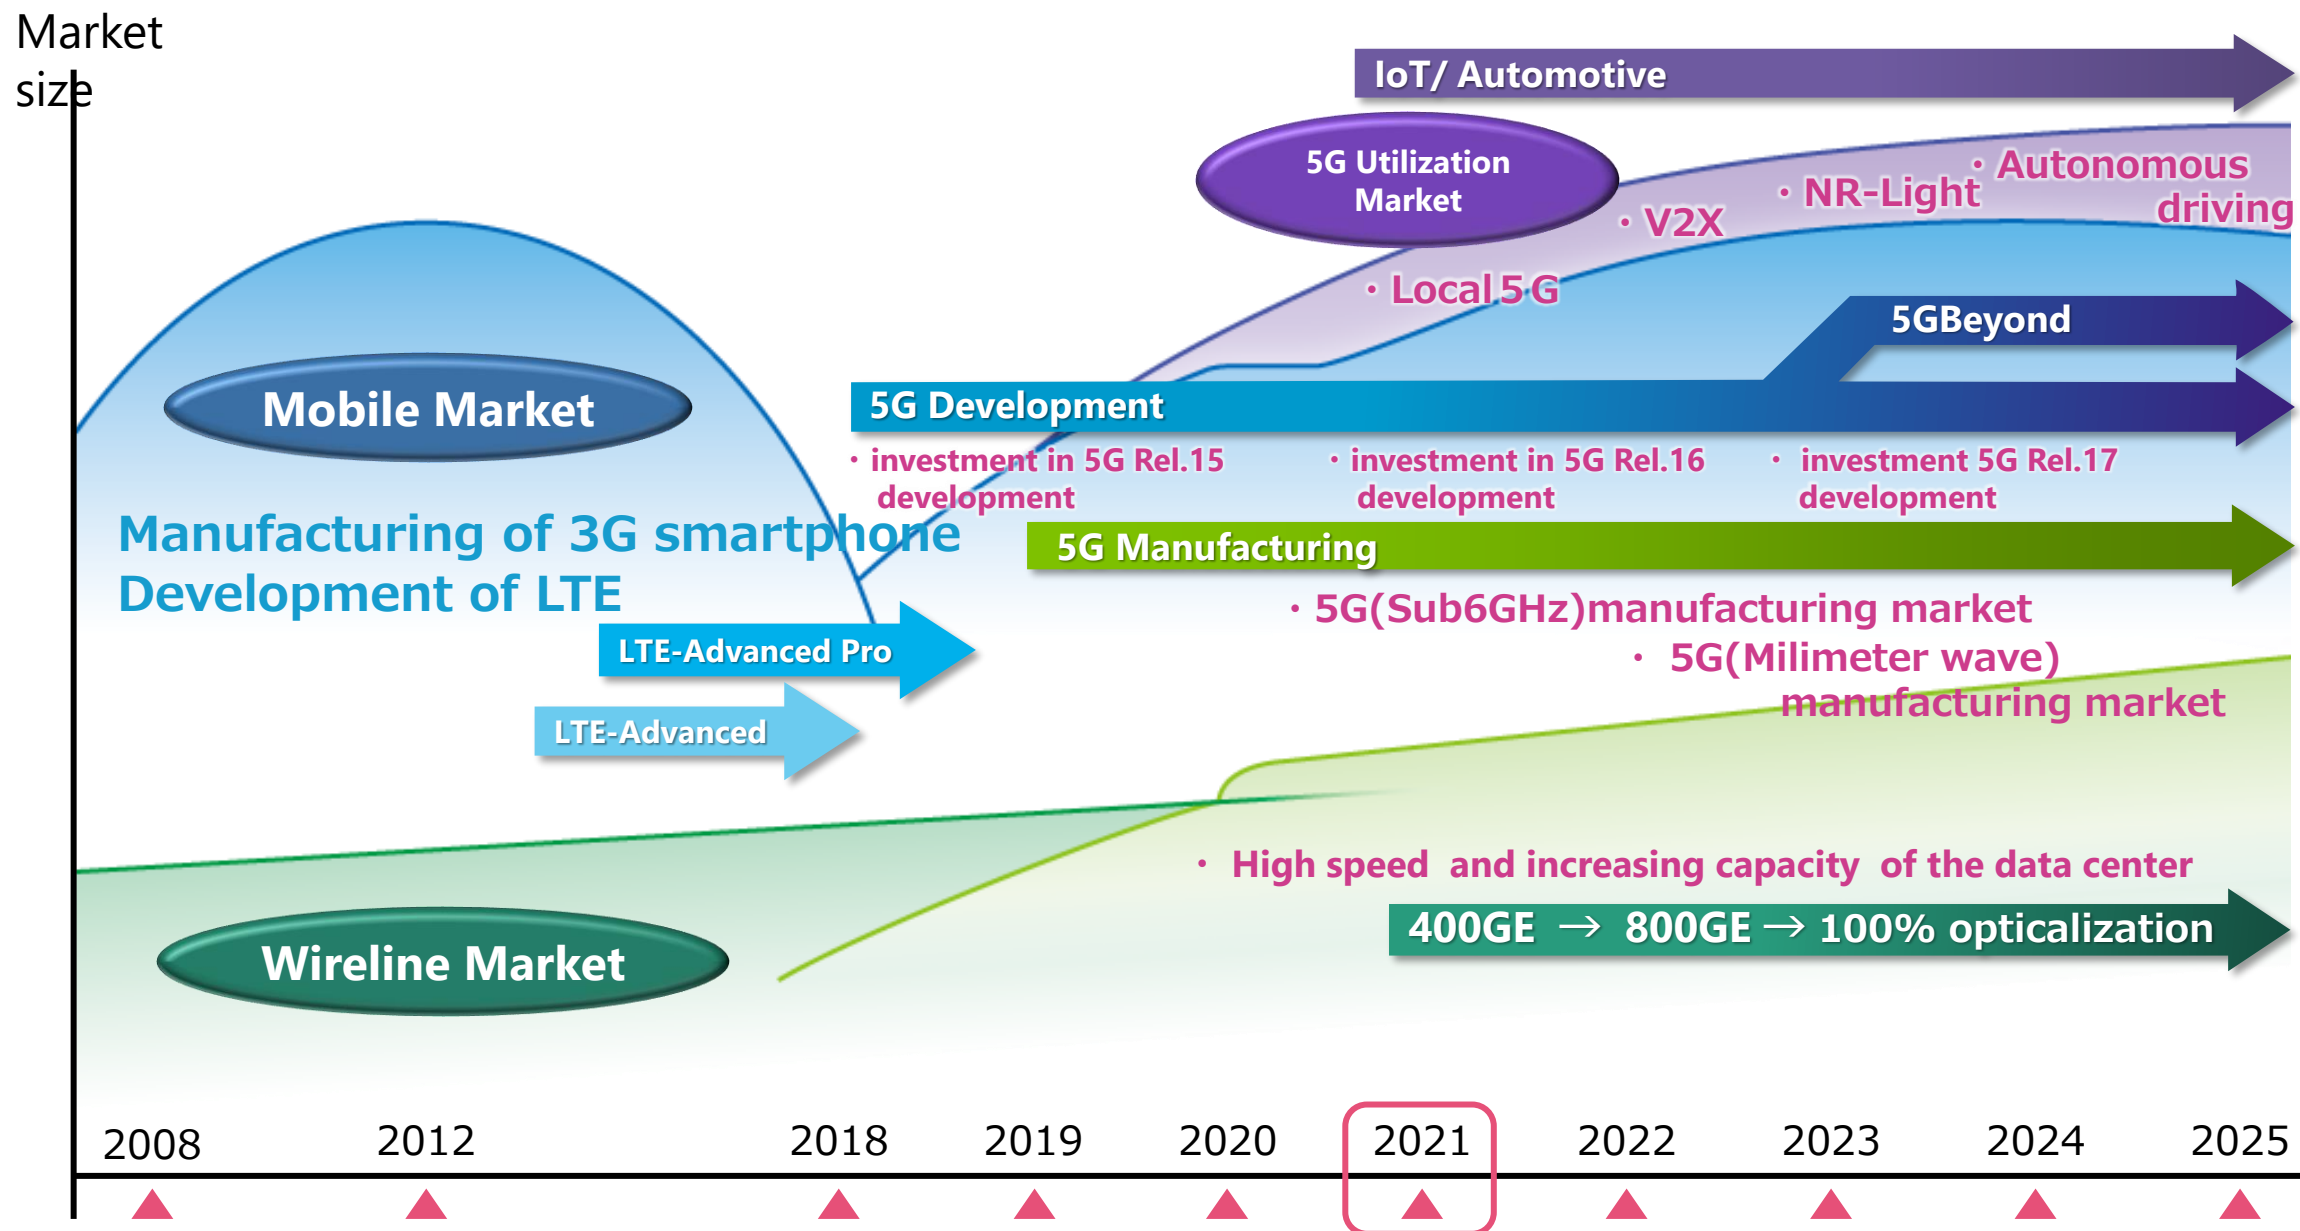 Market
size
IoT/ Automotive
5G Utilization
Market
・Autonomous
driving
・NR-Light
・V2X
・Local５G
5GBeyond
Mobile Market
5G Development
・investment in 5G Rel.15
development
・investment in 5G Rel.16
development
・ investment 5G Rel.17
development
Manufacturing of 3G smartphone
Development of LTE
5G Manufacturing
・5G(Sub6GHz)manufacturing market
・ 5G(Milimeter wave)
manufacturing market
LTE-Advanced Pro
LTE-Advanced
・ High speed and increasing capacity of the data center
400GE → 800GE → 100% opticalization
Wireline Market
2008 2012 2018 2019 2020 2021 2022 2023 2024 2025